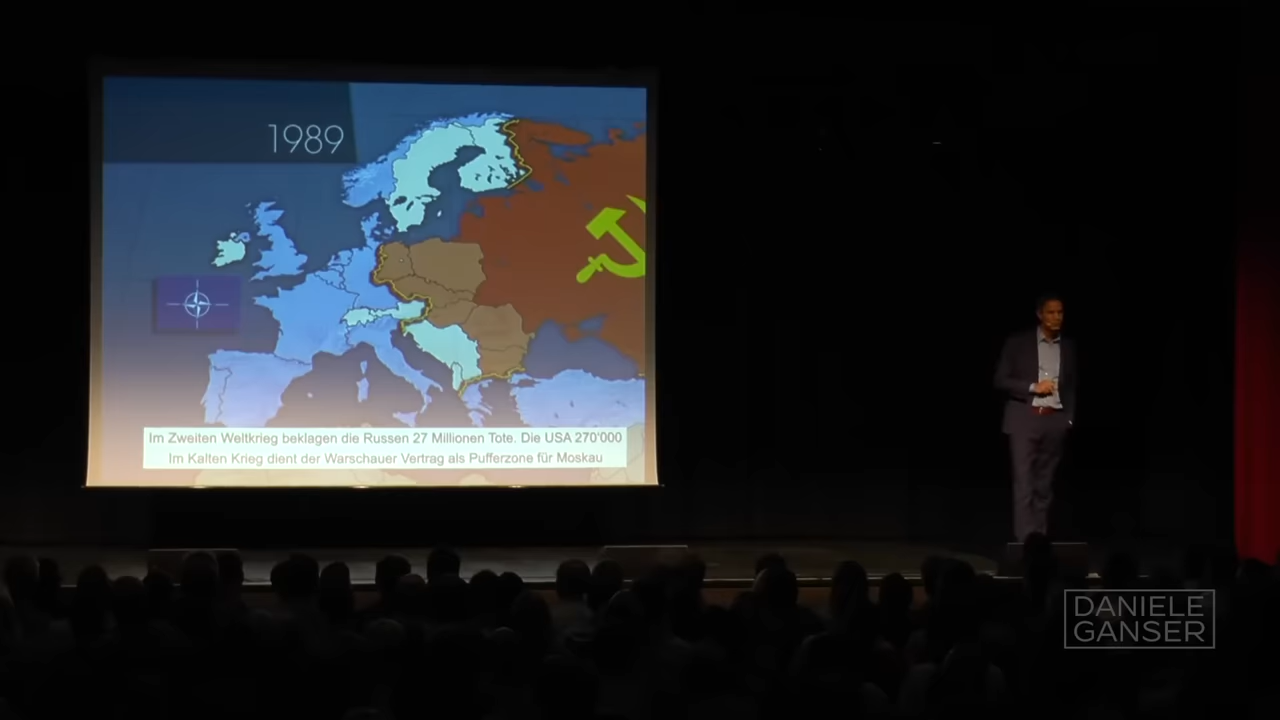 1989
Im Zweiten Weltkrieg beklagen die Russen 27 Millionen Tote. Die USA 270'000
Im Kalten Krieg dient der Warschauer Vertrag als Pufferzone für Moskau
DANIELE
GANSER